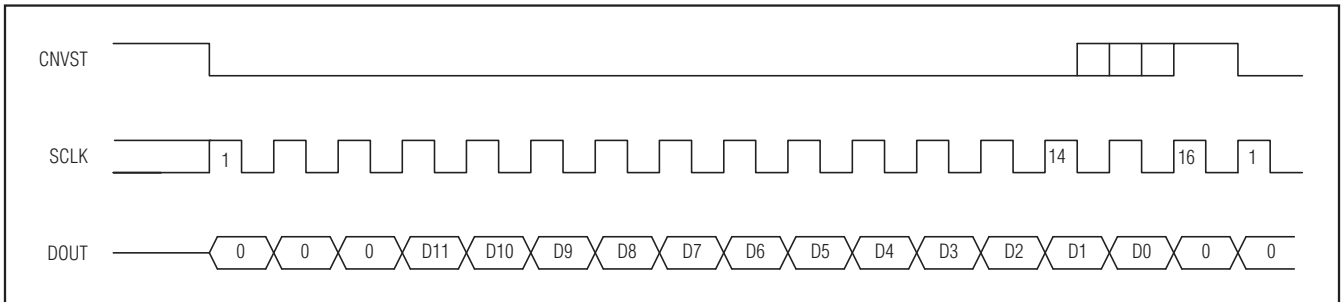 CNVST
SCLK 1 14 16 1
DOUT 0 0 0 D11 D10 D9 D8 D7 D6 D5 D4 D3 D2 D1 D0 0 0